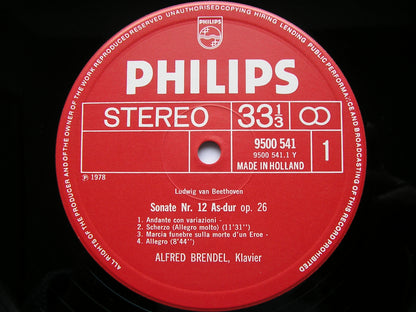 ALL RIGHTS OF THE PRODUCER AND OF THE OWNER OF THE WORK REPRODUCED RESERVED UNAUTHORISED COPYING HIRING LENDING PUBLIC PERFORMANCE AND BROADCASTING OF THIS RECORD PROHIBITED
PHILIPS
PHILIPS
STEREO 33⅓
9500 541
9500 541.1 Y
MADE IN HOLLAND
1
℗ 1978
Ludwig van Beethoven
Sonate Nr. 12 As-dur op. 26
1. Andante con variazioni -
2. Scherzo (Allegro molto) (11'31'')
3. Marcia funebre sulla morte d'un Eroe -
4. Allegro (8'44'')
ALFRED BRENDEL, Klavier